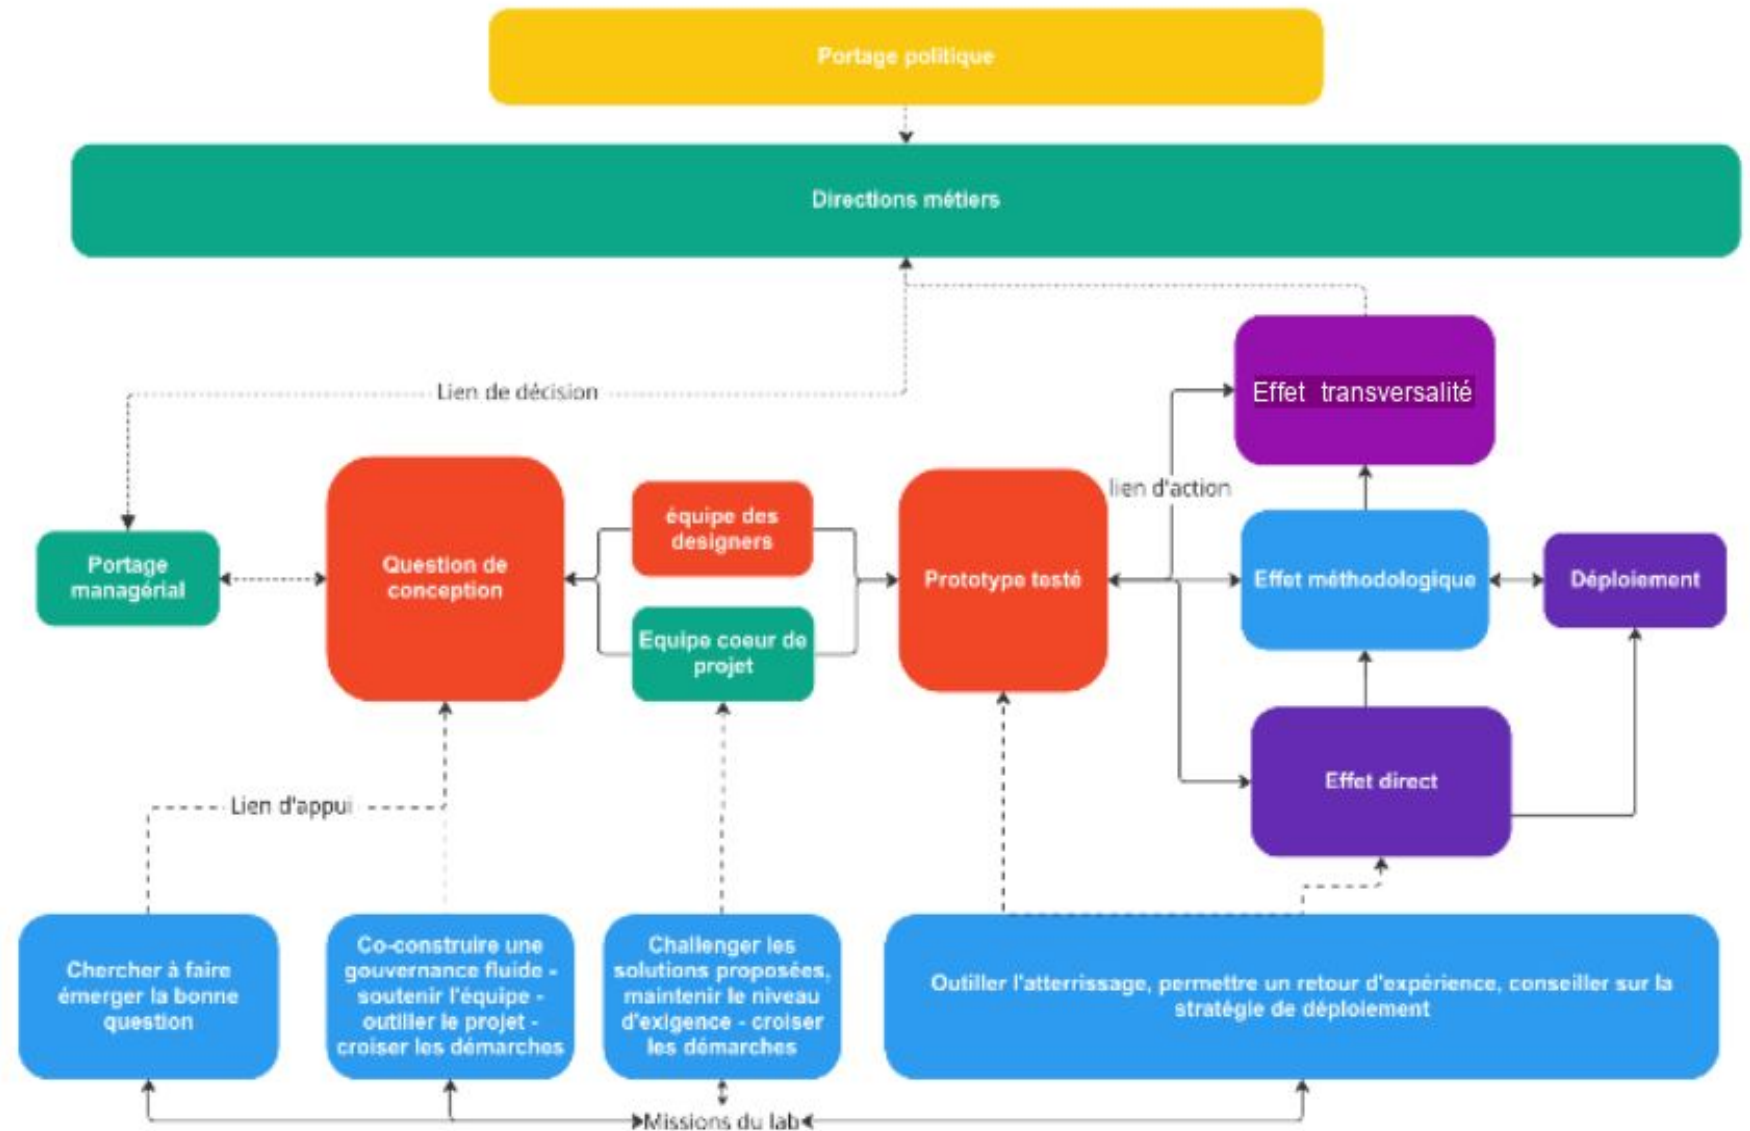 Portage politique
Directions métiers
Lien de décision
Effet transversalité
lien d'action
Portage
managérial
Question de
conception
équipe des
designers
Equipe coeur de
projet
Prototype testé
Effet méthodologique
Déploiement
Effet direct
Lien d'appui
Chercher à faire
émerger la bonne
question
Co-construire une
gouvernance fluide -
soutenir l'équipe -
outiller le projet -
croiser les démarches
Challenger les
solutions proposées,
maintenir le niveau
d'exigence - croiser
les démarches
Outiller l'atterrissage, permettre un retour d'expérience, conseiller sur la
stratégie de déploiement
Missions du lab